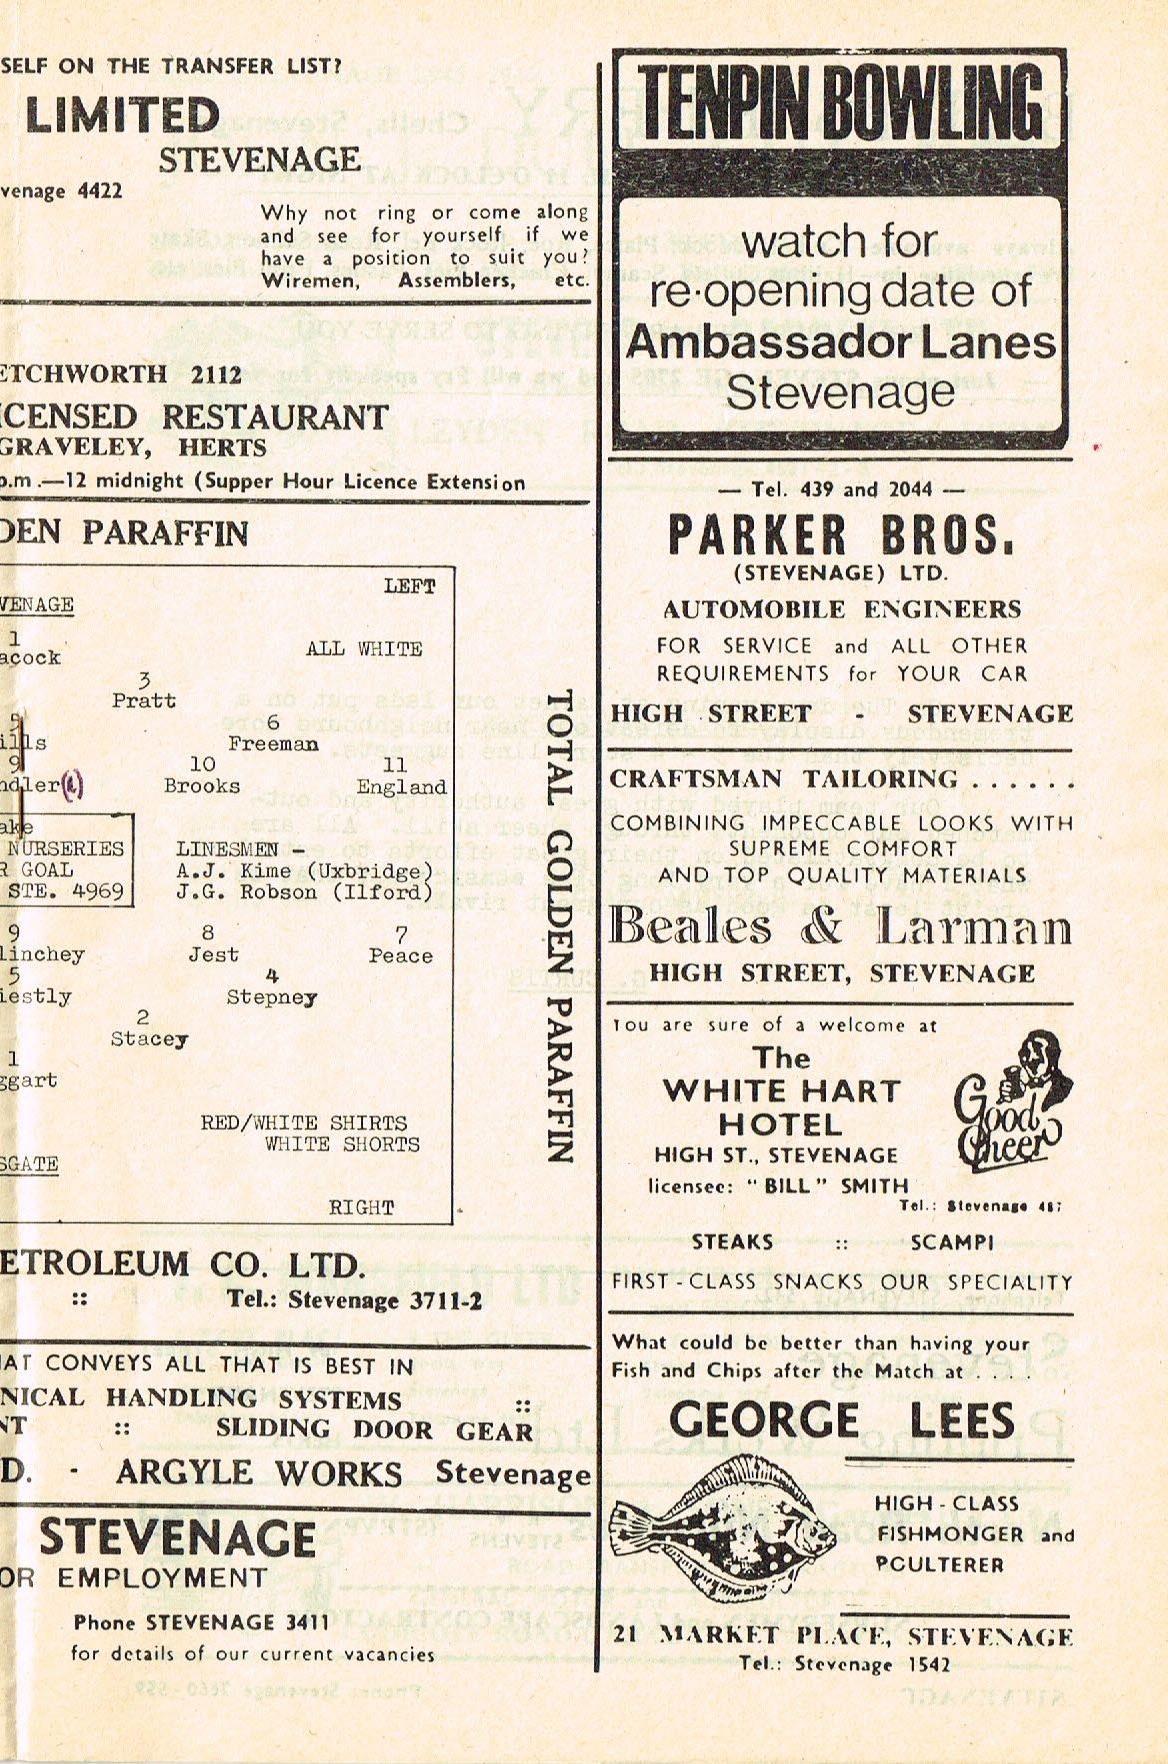 SELF ON THE TRANSFER LIST?
LIMITED
STEVENAGE
venage 4422
Why not ring or come along
and see for yourself if we
have a position to suit you?
Wiremen, Assemblers, etc.
ETCHWORTH 2112
ICENSED RESTAURANT
GRAVELEY, HERTS
p.m.—12 midnight (Supper Hour Licence Extension
DEN PARAFFIN
LEFT
VENAGE
1
acock
ALL WHITE
3
Pratt
5
ills
6
Freeman
9
ndler
10
Brooks
11
England
ake
NURSERIES
R GOAL
STE. 4969
LINESMEN -
A.J. Kime (Uxbridge)
J.G. Robson (Ilford)
9
linchey
8
Jest
7
Peace
5
iestly
4
Stepney
2
Stacey
1
ggart
RED/WHITE SHIRTS
WHITE SHORTS
SGATE
RIGHT
TOTAL GOLDEN PARAFFIN
ETROLEUM CO. LTD.
:: Tel.: Stevenage 3711-2
AT CONVEYS ALL THAT IS BEST IN
NICAL HANDLING SYSTEMS ::
NT :: SLIDING DOOR GEAR
D. - ARGYLE WORKS Stevenage
STEVENAGE
OR EMPLOYMENT
Phone STEVENAGE 3411
for details of our current vacancies
TENPIN BOWLING
watch for
re-opening date of
Ambassador Lanes
Stevenage
— Tel. 439 and 2044 —
PARKER BROS.
(STEVENAGE) LTD.
AUTOMOBILE ENGINEERS
FOR SERVICE and ALL OTHER
REQUIREMENTS for YOUR CAR
HIGH STREET - STEVENAGE
CRAFTSMAN TAILORING . . . . . .
COMBINING IMPECCABLE LOOKS WITH
SUPREME COMFORT
AND TOP QUALITY MATERIALS
Beales & Larman
HIGH STREET, STEVENAGE
You are sure of a welcome at
The
WHITE HART
HOTEL
HIGH ST., STEVENAGE
licensee: "BILL" SMITH
Tel.: Stevenage 487
Good
Cheer
STEAKS :: SCAMPI
FIRST-CLASS SNACKS OUR SPECIALITY
What could be better than having your
Fish and Chips after the Match at . . . .
GEORGE LEES
HIGH-CLASS
FISHMONGER and
POULTERER
21 MARKET PLACE, STEVENAGE
Tel.: Stevenage 1542